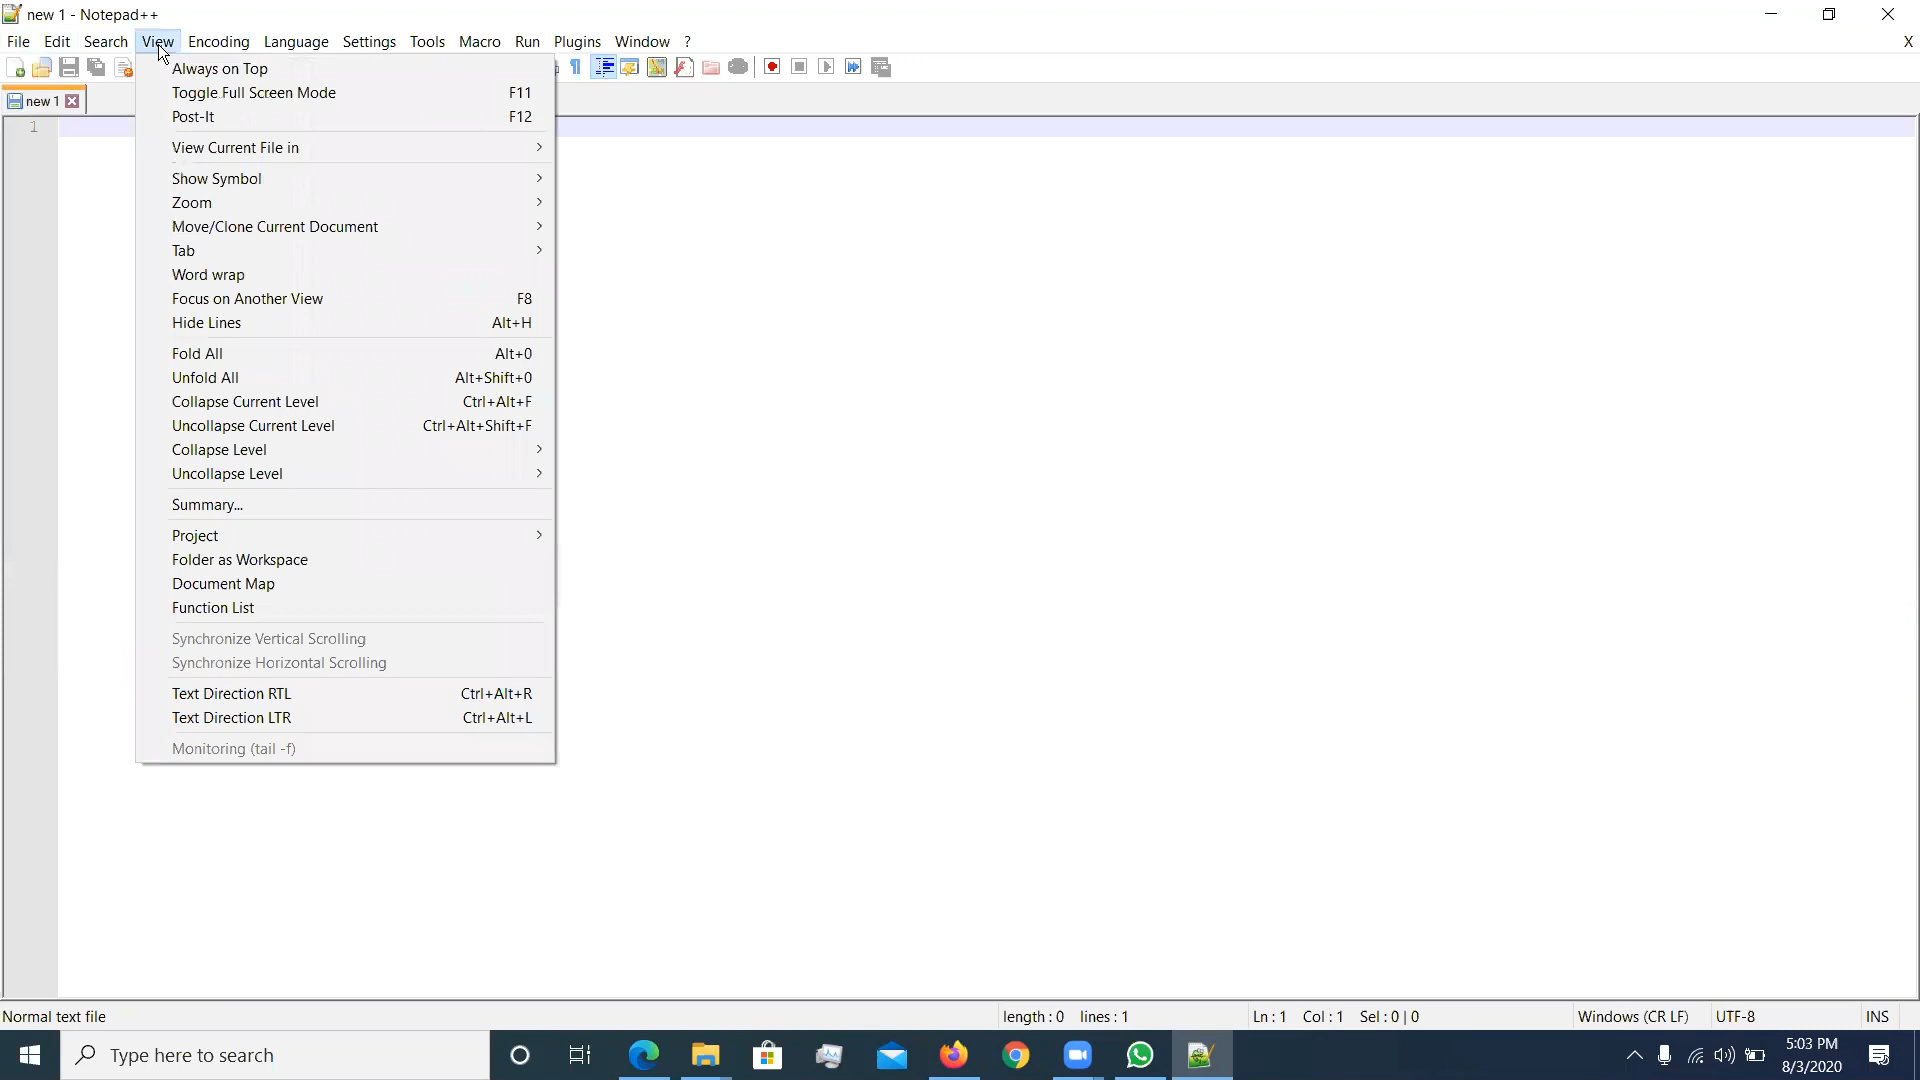 new 1 - Notepad++
File Edit Search View Encoding Language Settings Tools Macro Run Plugins Window ? X
new 1
1
Always on Top
Toggle Full Screen Mode F11
Post-It F12
View Current File in
Show Symbol
Zoom
Move/Clone Current Document
Tab
Word wrap
Focus on Another View F8
Hide Lines Alt+H
Fold All Alt+0
Unfold All Alt+Shift+0
Collapse Current Level Ctrl+Alt+F
Uncollapse Current Level Ctrl+Alt+Shift+F
Collapse Level
Uncollapse Level
Summary...
Project
Folder as Workspace
Document Map
Function List
Synchronize Vertical Scrolling
Synchronize Horizontal Scrolling
Text Direction RTL Ctrl+Alt+R
Text Direction LTR Ctrl+Alt+L
Monitoring (tail -f)
Normal text file length : 0 lines : 1 Ln : 1 Col : 1 Sel : 0 | 0 Windows (CR LF) UTF-8 INS
Type here to search
5:03 PM
8/3/2020